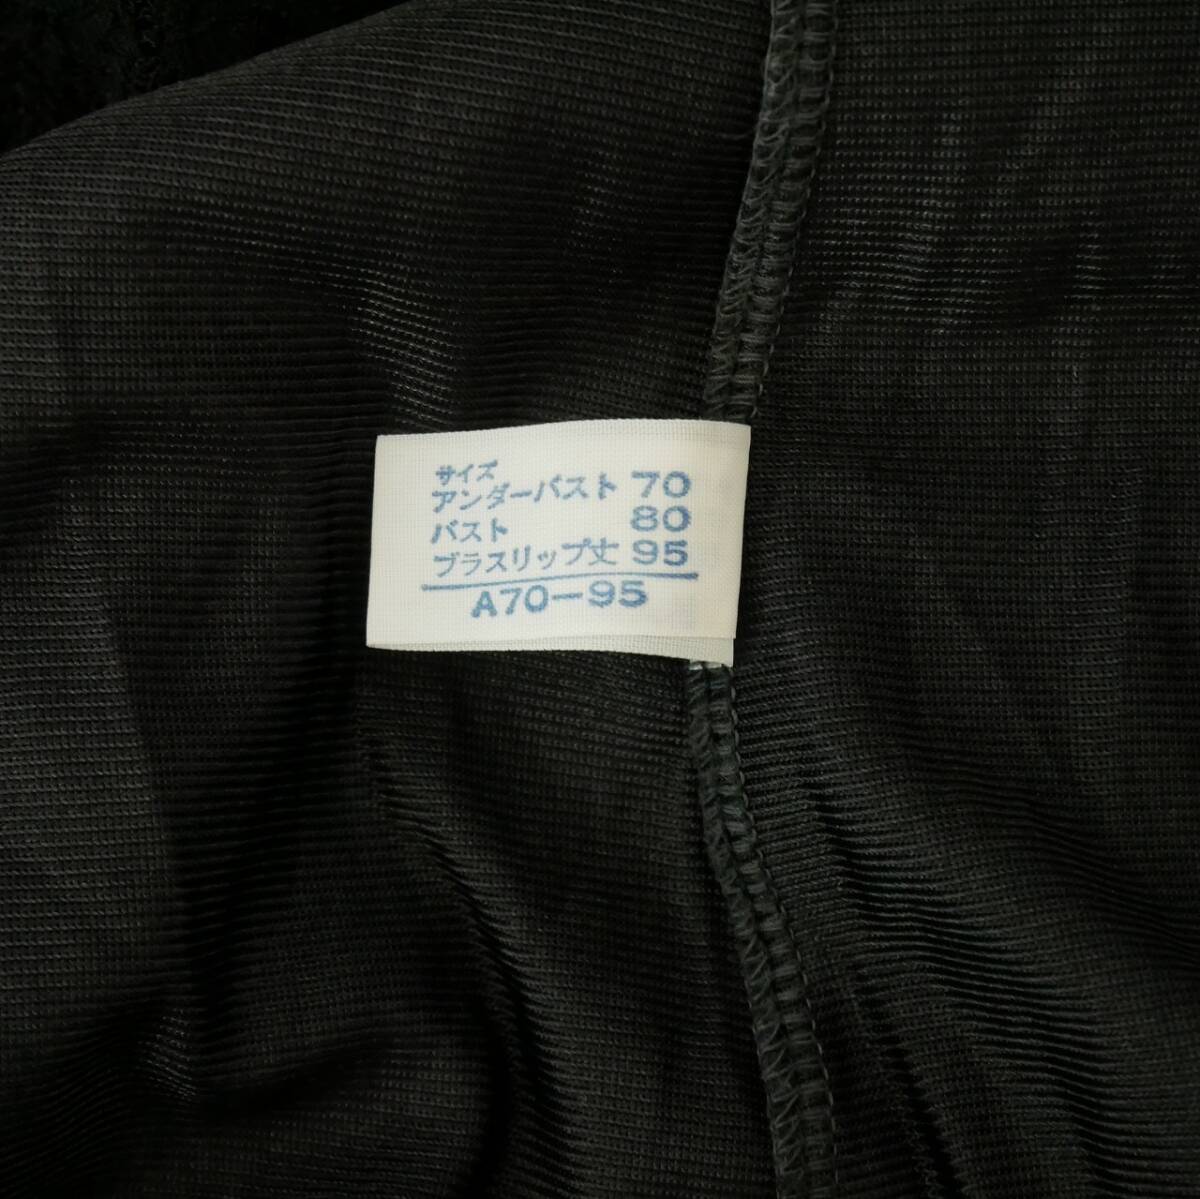 サイズ
アンダーバスト 70
バスト 80
ブラスリップ丈 95
A70-95